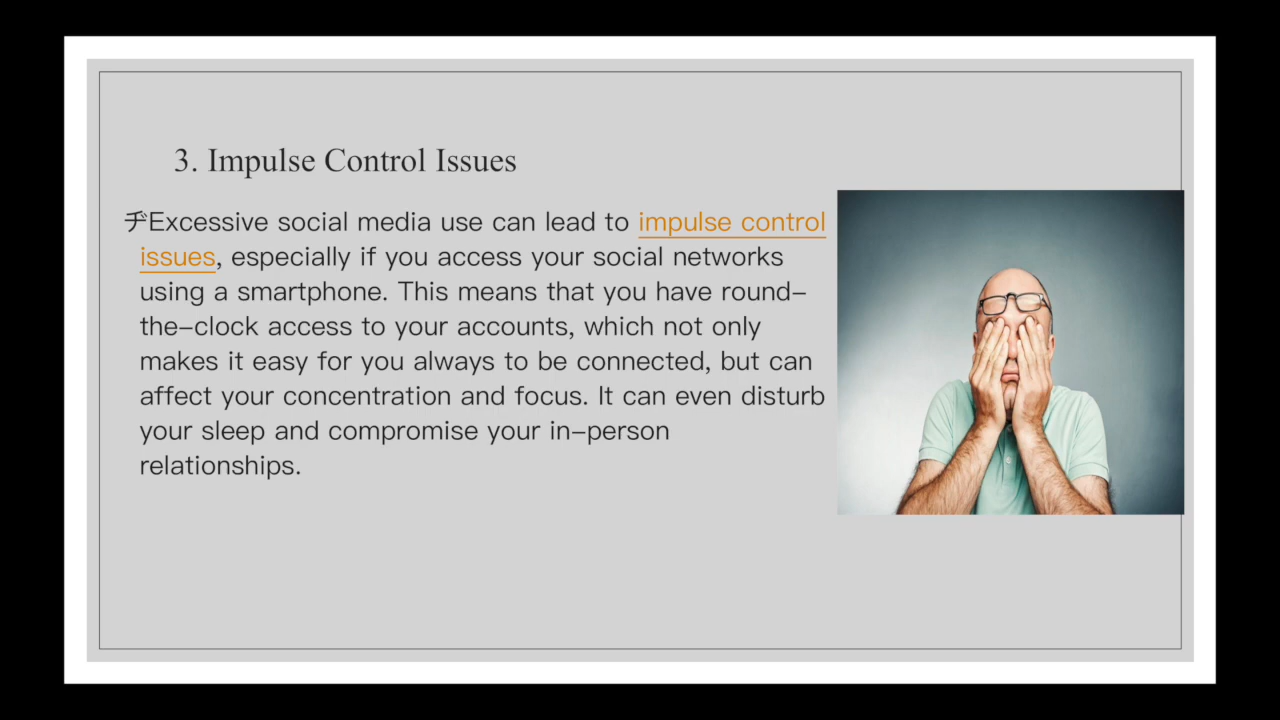 3. Impulse Control Issues
ヂExcessive social media use can lead to impulse control
issues, especially if you access your social networks
using a smartphone. This means that you have round-
the-clock access to your accounts, which not only
makes it easy for you always to be connected, but can
affect your concentration and focus. It can even disturb
your sleep and compromise your in-person
relationships.